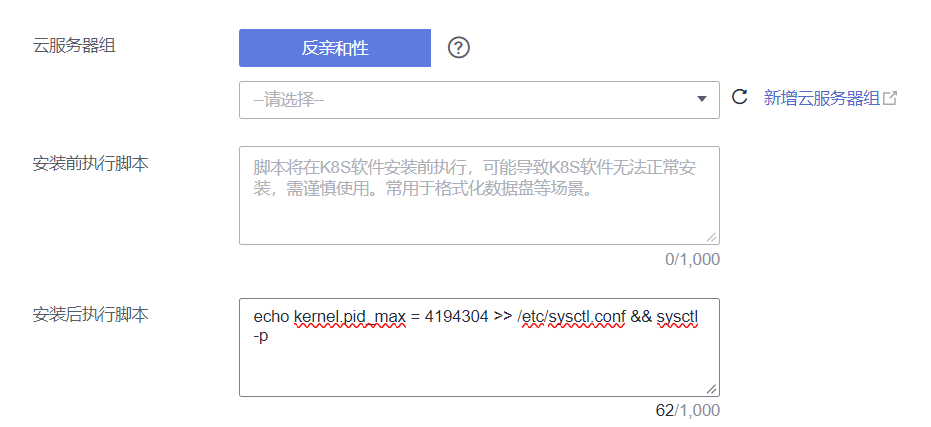 云服务器组
反亲和性
?
--请选择--
新增云服务器组
安装前执行脚本
脚本将在K8S软件安装前执行，可能导致K8S软件无法正常安
装，需谨慎使用。常用于格式化数据盘等场景。
0/1,000
安装后执行脚本
echo kernel.pid_max = 4194304 >> /etc/sysctl.conf && sysctl
-p
62/1,000